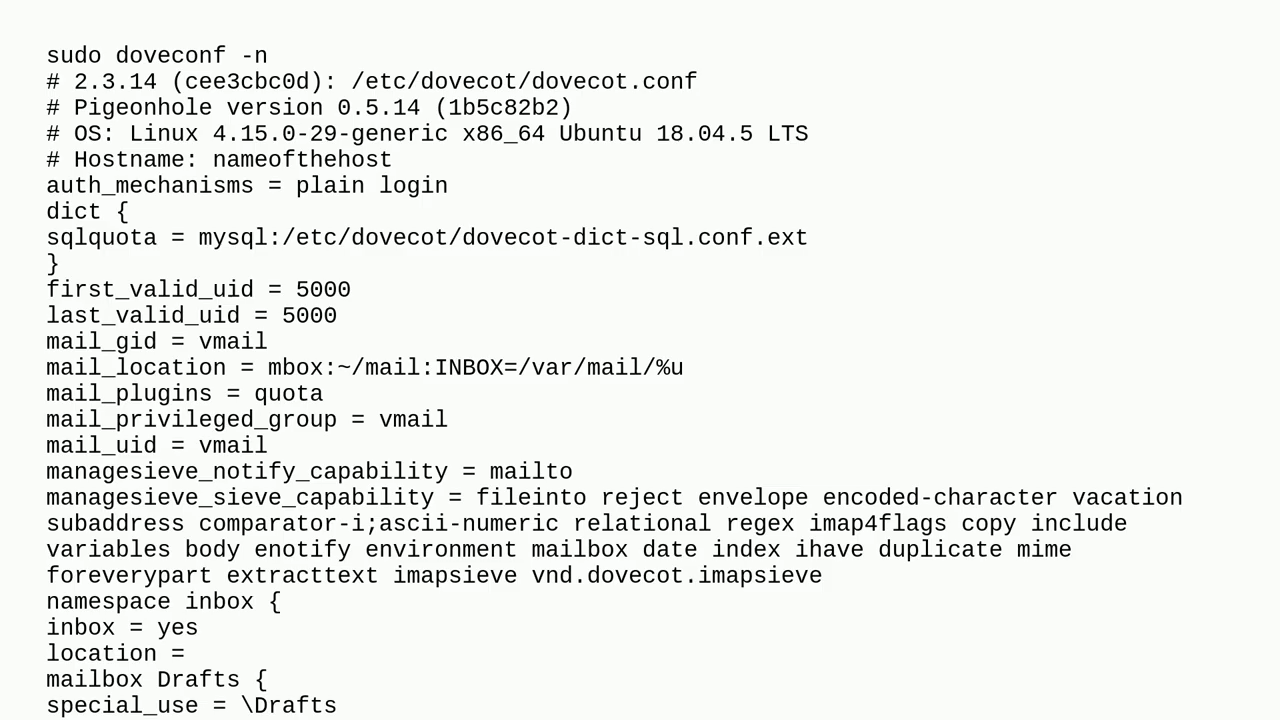 sudo doveconf -n
# 2.3.14 (cee3cbc0d): /etc/dovecot/dovecot.conf
# Pigeonhole version 0.5.14 (1b5c82b2)
# OS: Linux 4.15.0-29-generic x86_64 Ubuntu 18.04.5 LTS
# Hostname: nameofthehost
auth_mechanisms = plain login
dict {
sqlquota = mysql:/etc/dovecot/dovecot-dict-sql.conf.ext
}
first_valid_uid = 5000
last_valid_uid = 5000
mail_gid = vmail
mail_location = mbox:~/mail:INBOX=/var/mail/%u
mail_plugins = quota
mail_privileged_group = vmail
mail_uid = vmail
managesieve_notify_capability = mailto
managesieve_sieve_capability = fileinto reject envelope encoded-character vacation
subaddress comparator-i;ascii-numeric relational regex imap4flags copy include
variables body enotify environment mailbox date index ihave duplicate mime
foreverypart extracttext imapsieve vnd.dovecot.imapsieve
namespace inbox {
inbox = yes
location =
mailbox Drafts {
special_use = \Drafts